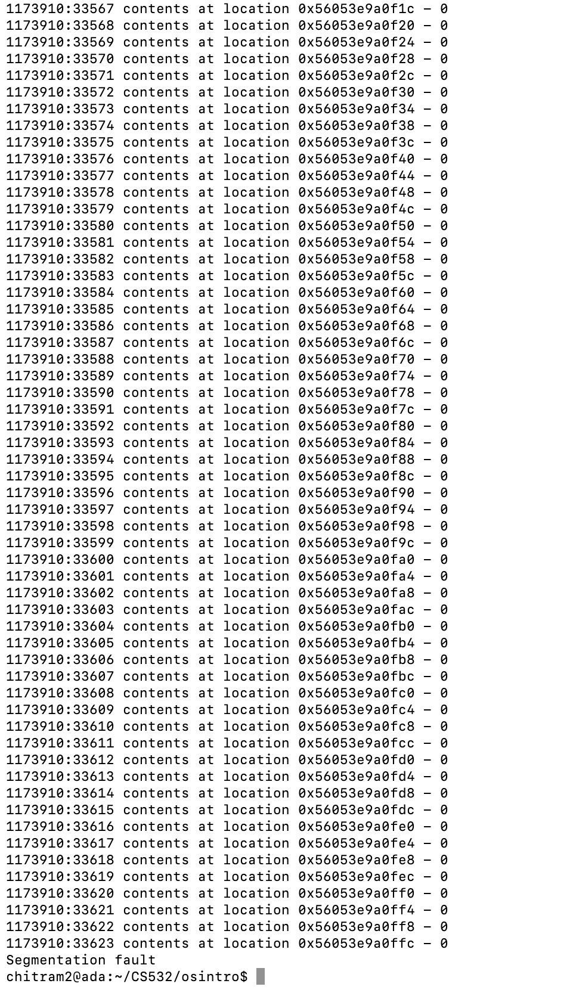 1173910:33567 contents at location 0x56053e9a0f1c – 0
1173910:33568 contents at location 0x56053e9a0f20 – 0
1173910:33569 contents at location 0x56053e9a0f24 – 0
1173910:33570 contents at location 0x56053e9a0f28 – 0
1173910:33571 contents at location 0x56053e9a0f2c – 0
1173910:33572 contents at location 0x56053e9a0f30 – 0
1173910:33573 contents at location 0x56053e9a0f34 – 0
1173910:33574 contents at location 0x56053e9a0f38 – 0
1173910:33575 contents at location 0x56053e9a0f3c – 0
1173910:33576 contents at location 0x56053e9a0f40 – 0
1173910:33577 contents at location 0x56053e9a0f44 – 0
1173910:33578 contents at location 0x56053e9a0f48 – 0
1173910:33579 contents at location 0x56053e9a0f4c – 0
1173910:33580 contents at location 0x56053e9a0f50 – 0
1173910:33581 contents at location 0x56053e9a0f54 – 0
1173910:33582 contents at location 0x56053e9a0f58 – 0
1173910:33583 contents at location 0x56053e9a0f5c – 0
1173910:33584 contents at location 0x56053e9a0f60 – 0
1173910:33585 contents at location 0x56053e9a0f64 – 0
1173910:33586 contents at location 0x56053e9a0f68 – 0
1173910:33587 contents at location 0x56053e9a0f6c – 0
1173910:33588 contents at location 0x56053e9a0f70 – 0
1173910:33589 contents at location 0x56053e9a0f74 – 0
1173910:33590 contents at location 0x56053e9a0f78 – 0
1173910:33591 contents at location 0x56053e9a0f7c – 0
1173910:33592 contents at location 0x56053e9a0f80 – 0
1173910:33593 contents at location 0x56053e9a0f84 – 0
1173910:33594 contents at location 0x56053e9a0f88 – 0
1173910:33595 contents at location 0x56053e9a0f8c – 0
1173910:33596 contents at location 0x56053e9a0f90 – 0
1173910:33597 contents at location 0x56053e9a0f94 – 0
1173910:33598 contents at location 0x56053e9a0f98 – 0
1173910:33599 contents at location 0x56053e9a0f9c – 0
1173910:33600 contents at location 0x56053e9a0fa0 – 0
1173910:33601 contents at location 0x56053e9a0fa4 – 0
1173910:33602 contents at location 0x56053e9a0fa8 – 0
1173910:33603 contents at location 0x56053e9a0fac – 0
1173910:33604 contents at location 0x56053e9a0fb0 – 0
1173910:33605 contents at location 0x56053e9a0fb4 – 0
1173910:33606 contents at location 0x56053e9a0fb8 – 0
1173910:33607 contents at location 0x56053e9a0fbc – 0
1173910:33608 contents at location 0x56053e9a0fc0 – 0
1173910:33609 contents at location 0x56053e9a0fc4 – 0
1173910:33610 contents at location 0x56053e9a0fc8 – 0
1173910:33611 contents at location 0x56053e9a0fcc – 0
1173910:33612 contents at location 0x56053e9a0fd0 – 0
1173910:33613 contents at location 0x56053e9a0fd4 – 0
1173910:33614 contents at location 0x56053e9a0fd8 – 0
1173910:33615 contents at location 0x56053e9a0fdc – 0
1173910:33616 contents at location 0x56053e9a0fe0 – 0
1173910:33617 contents at location 0x56053e9a0fe4 – 0
1173910:33618 contents at location 0x56053e9a0fe8 – 0
1173910:33619 contents at location 0x56053e9a0fec – 0
1173910:33620 contents at location 0x56053e9a0ff0 – 0
1173910:33621 contents at location 0x56053e9a0ff4 – 0
1173910:33622 contents at location 0x56053e9a0ff8 – 0
1173910:33623 contents at location 0x56053e9a0ffc – 0
Segmentation fault
chitram2@ada:~/CS532/osintro$